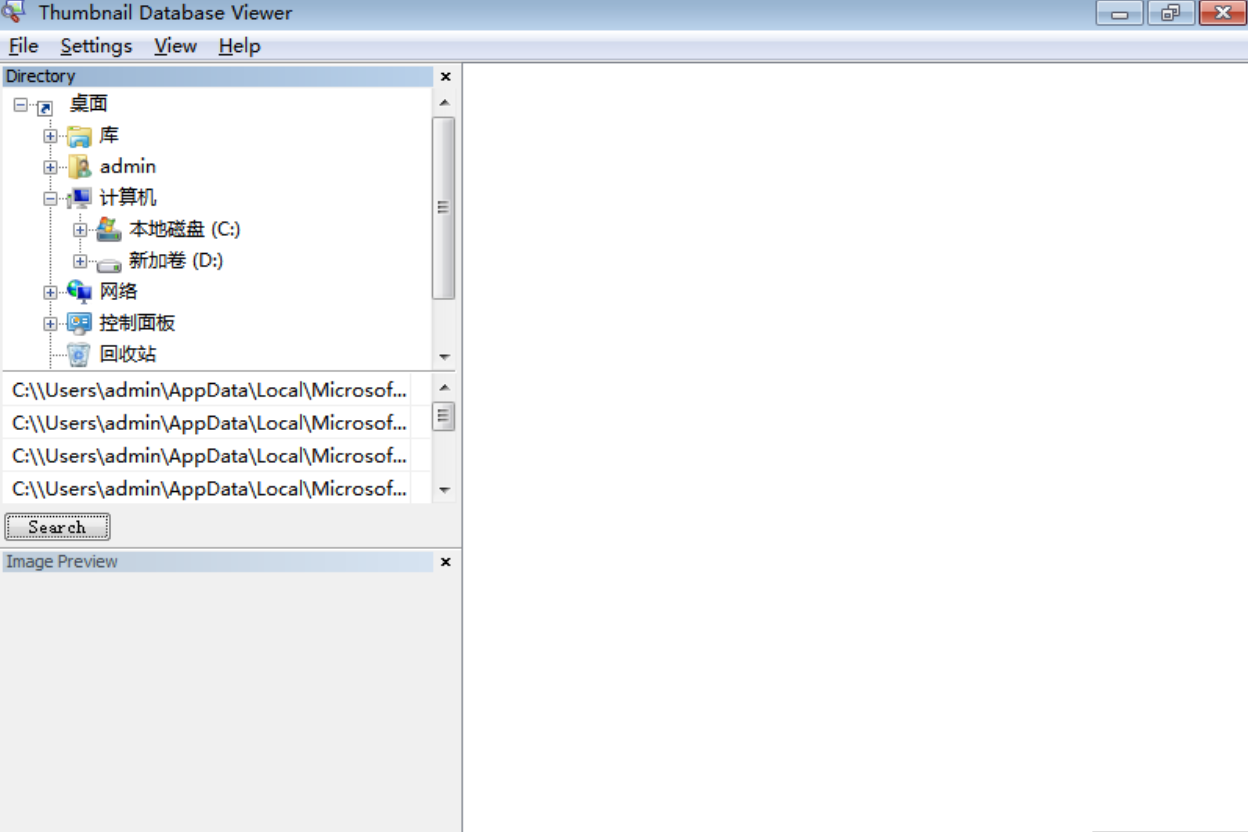 Thumbnail Database Viewer
File Settings View Help
Directory
桌面
库
admin
计算机
本地磁盘 (C:)
新加卷 (D:)
网络
控制面板
回收站
C:\\Users\admin\AppData\Local\Microsof...
C:\\Users\admin\AppData\Local\Microsof...
C:\\Users\admin\AppData\Local\Microsof...
C:\\Users\admin\AppData\Local\Microsof...
Search
Image Preview